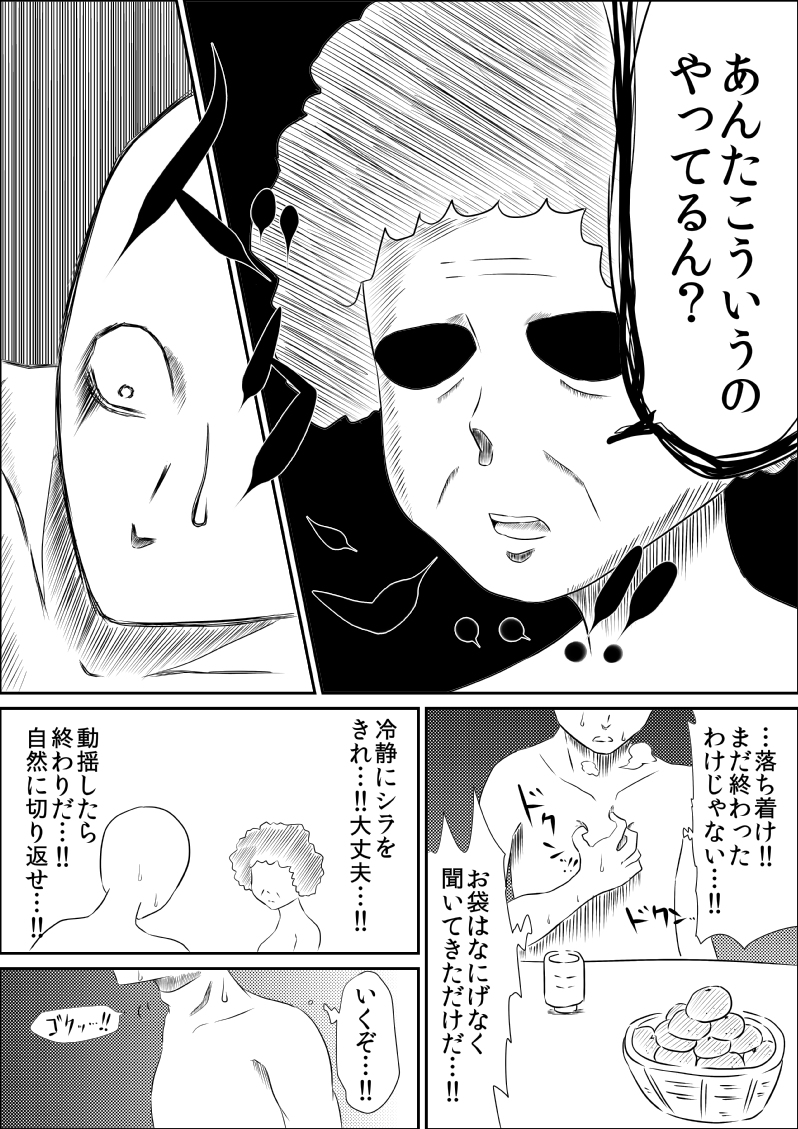 あんたこういうの
やってるん？
…落ち着け!!
まだ終わった
わけじゃない…!!
ドクッ
ドクン…
お袋はなにげなく
聞いてきただけだ…!!
冷静にシラを
きれ…!!大丈夫…!!
動揺したら
終わりだ…!!
自然に切り返せ…!!
いくぞ…!!
ゴクッ…!!